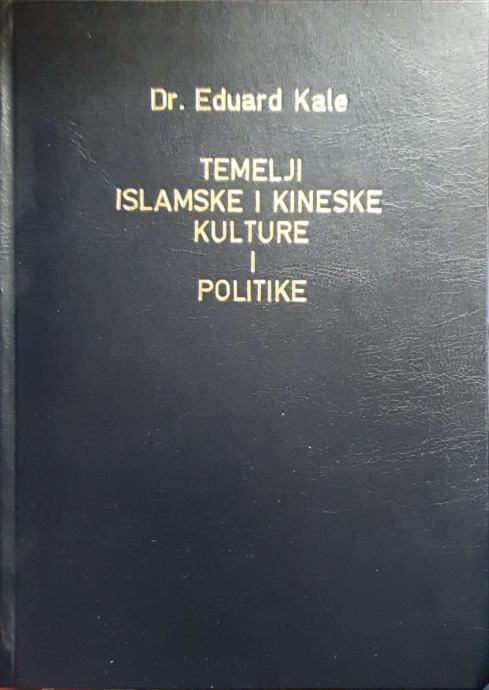 Dr. Eduard Kale
TEMELJI
ISLAMSKE I KINESKE
KULTURE
I
POLITIKE